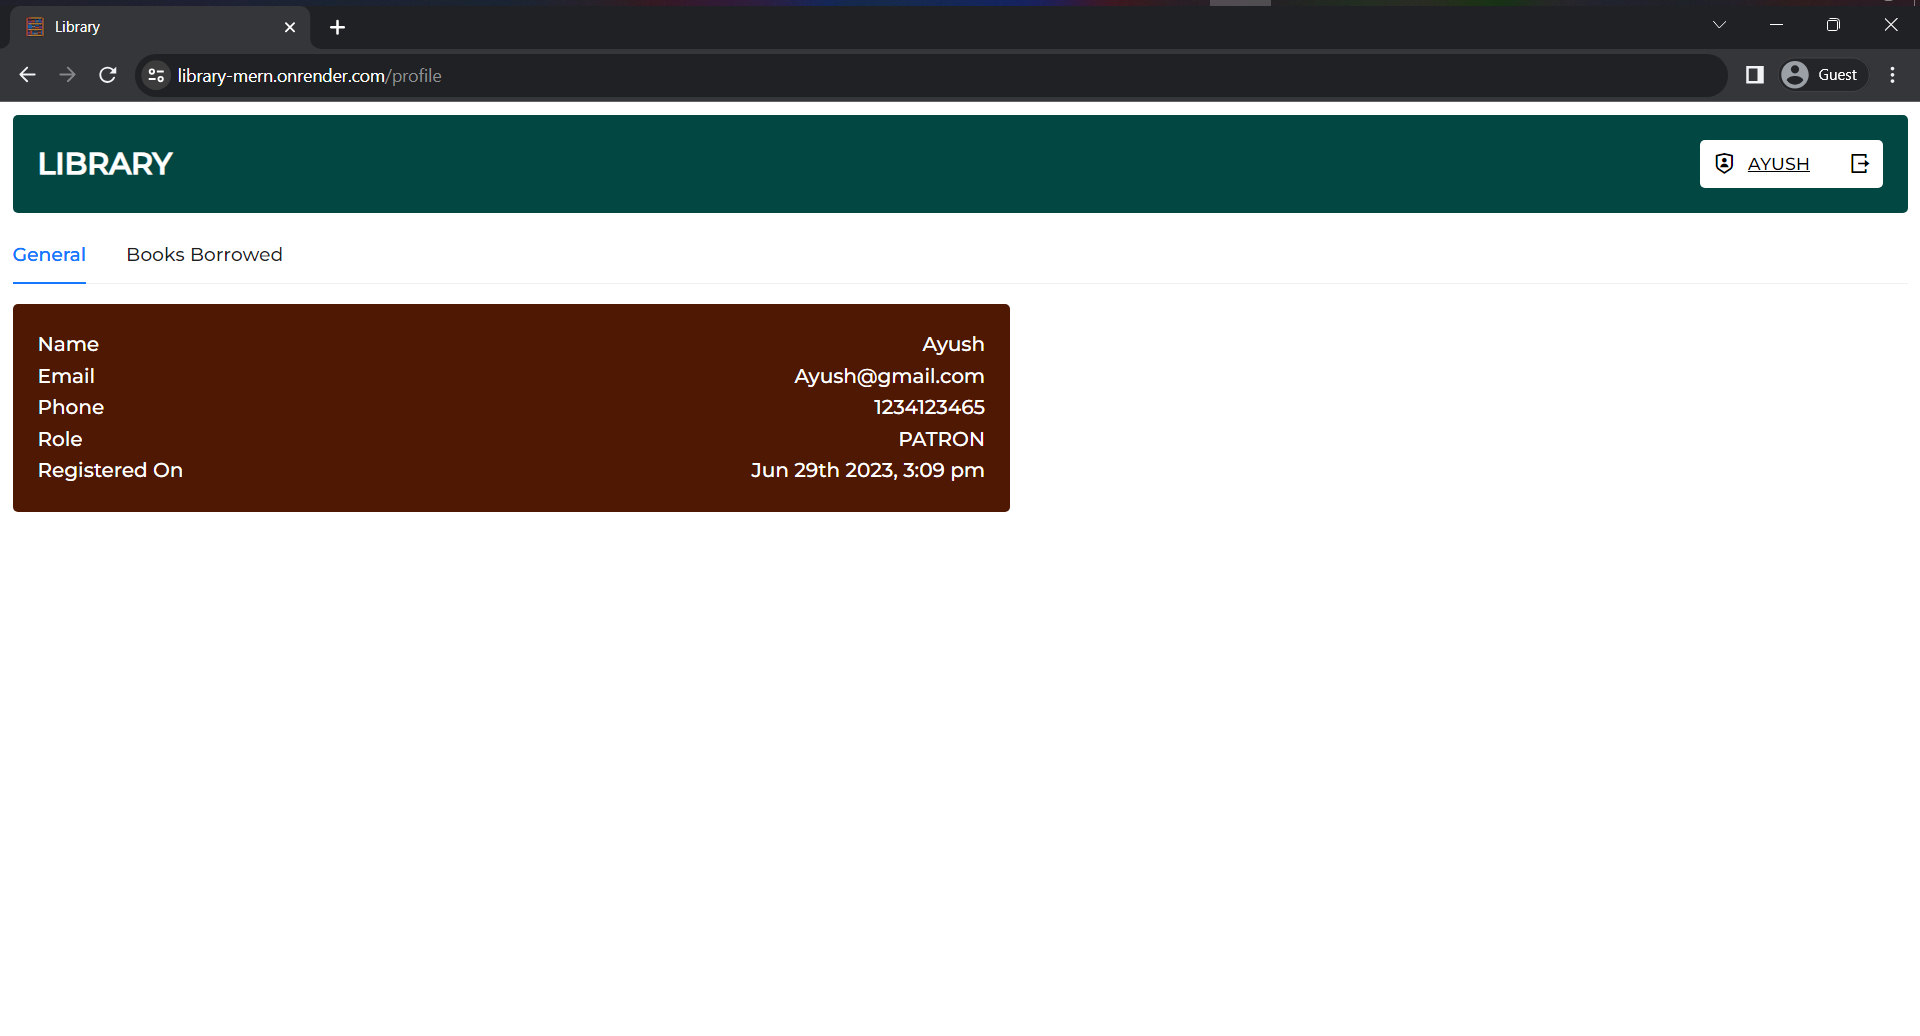 Library
library-mern.onrender.com/profile
Guest
LIBRARY
AYUSH
General
Books Borrowed
Name Ayush
Email Ayush@gmail.com
Phone 1234123465
Role PATRON
Registered On Jun 29th 2023, 3:09 pm